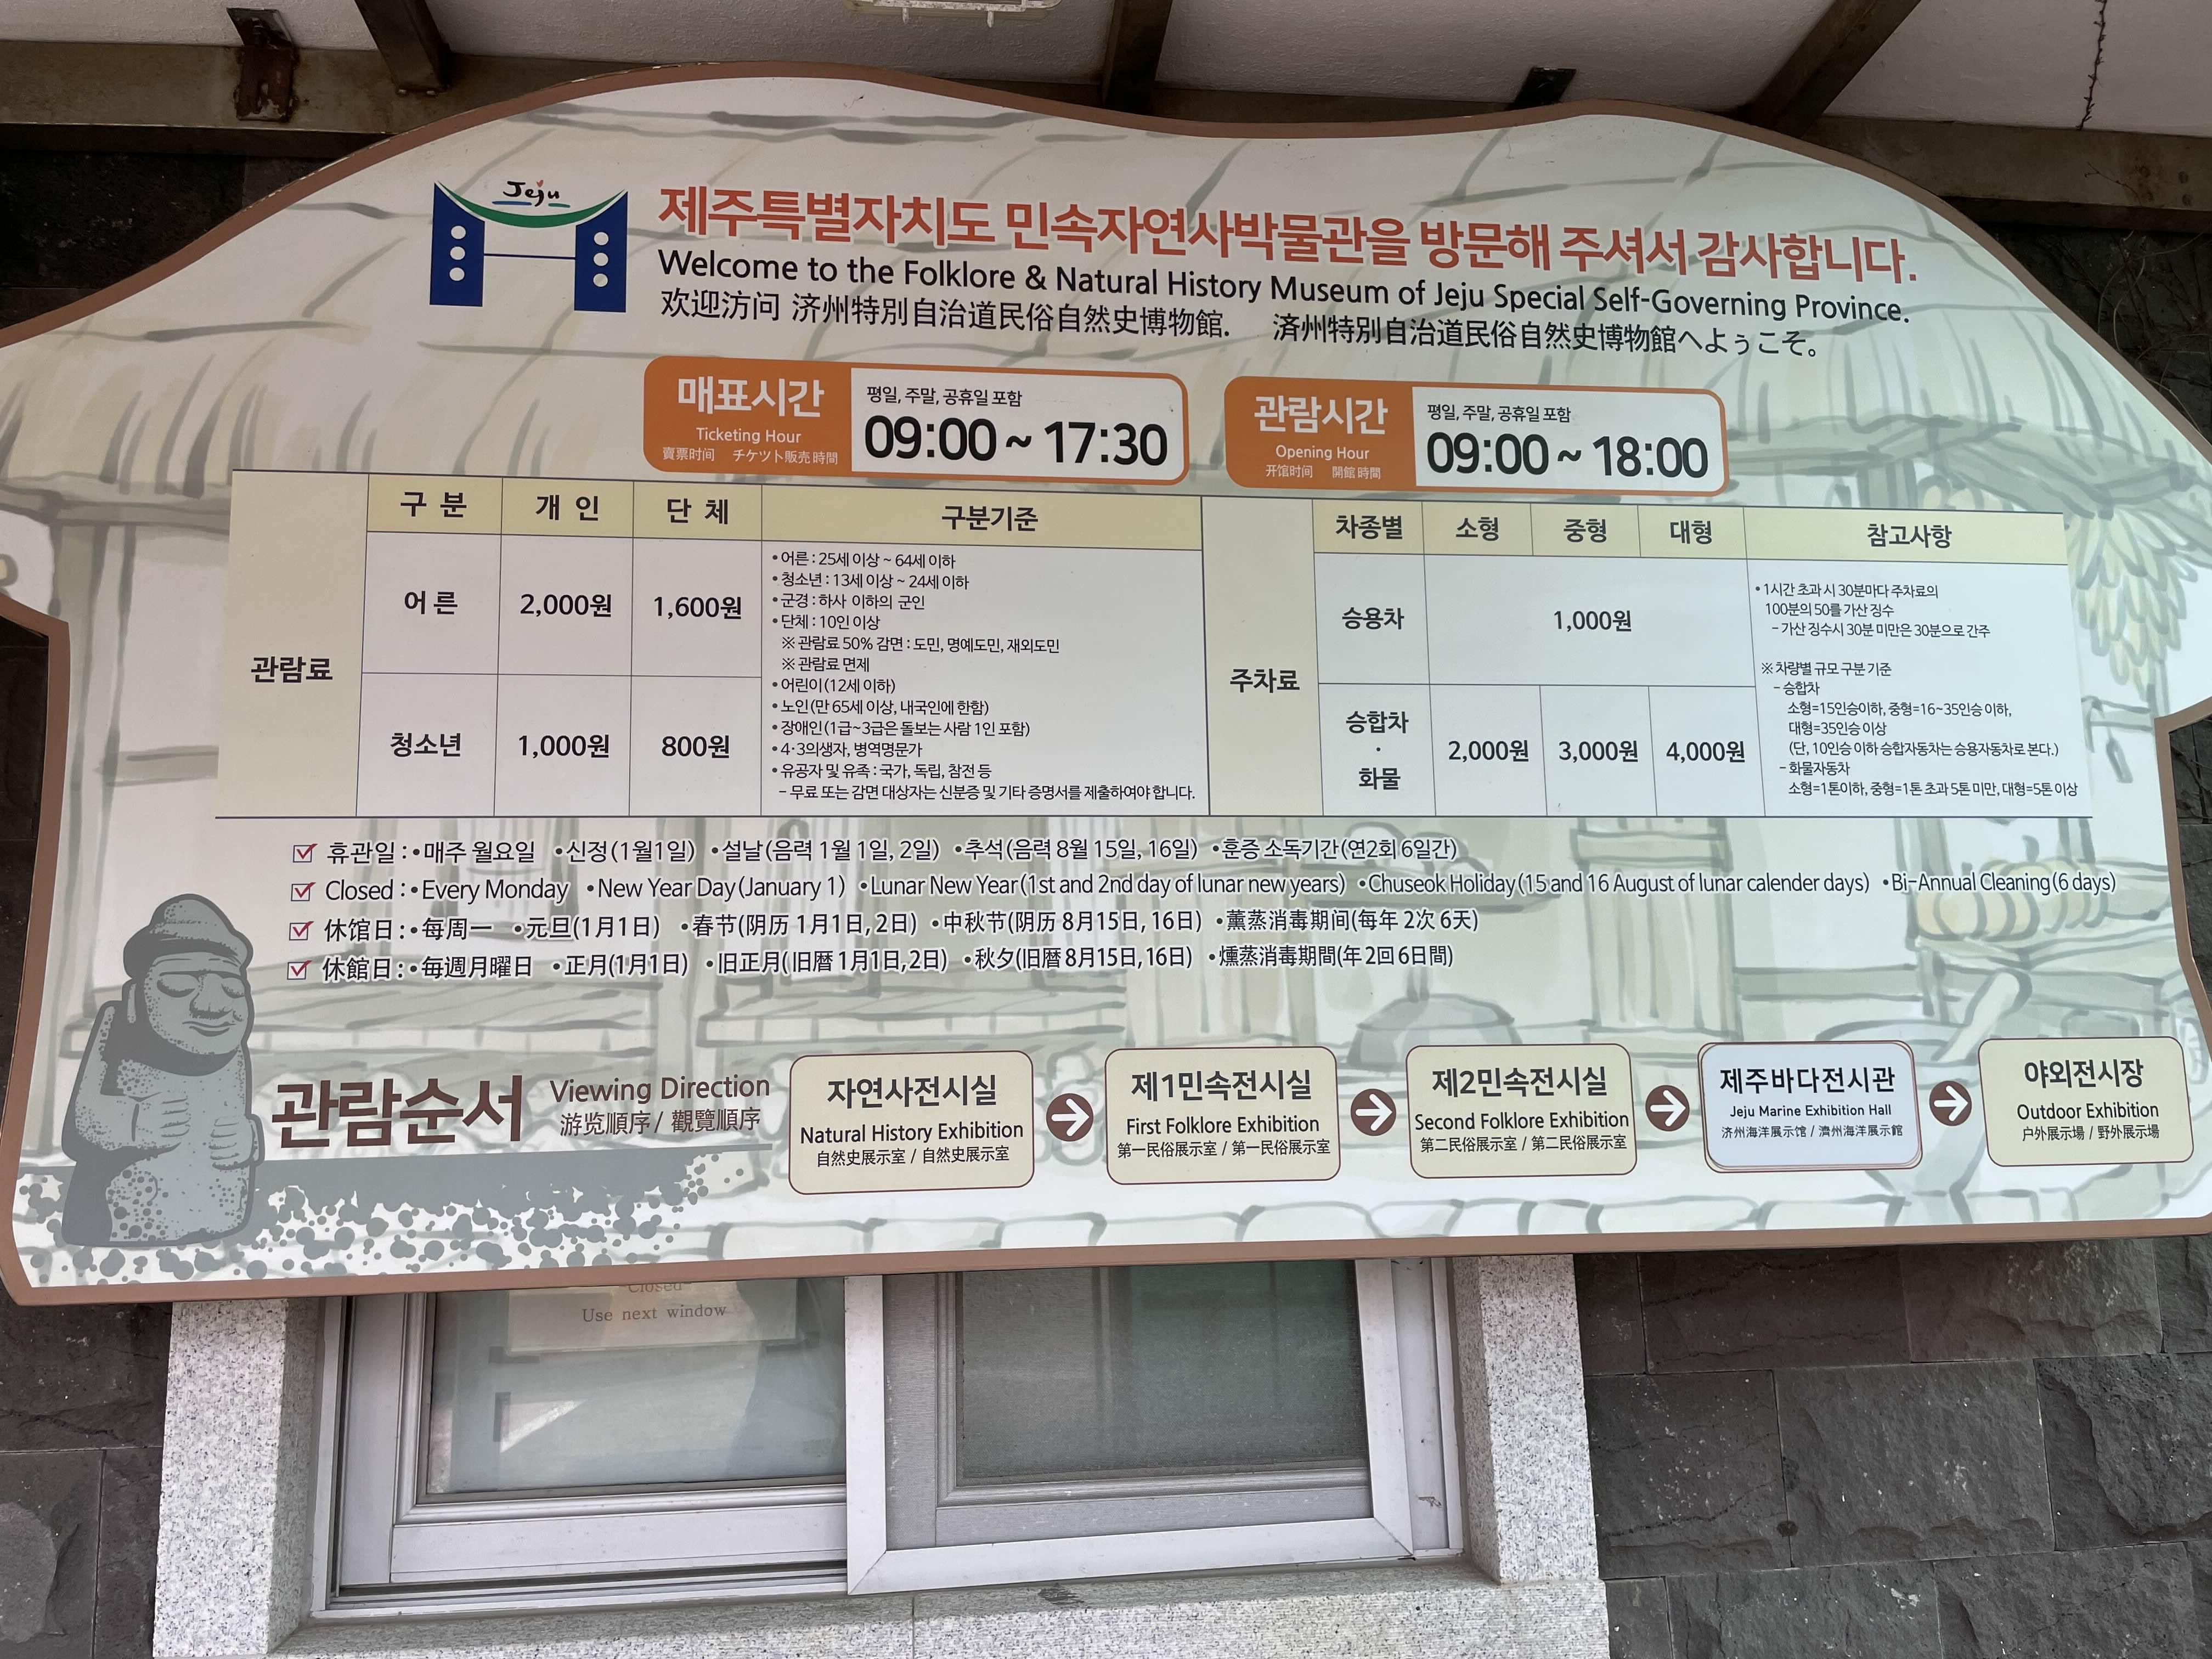 Jeju
제주특별자치도 민속자연사박물관을 방문해 주셔서 감사합니다.
Welcome to the Folklore & Natural History Museum of Jeju Special Self-Governing Province.
欢迎汸问 济州特别自治道民俗自然史博物館. 済州特別自治道民俗自然史博物館へようこそ。
매표시간
Ticketing Hour
賣票时间 チケット販売時間
평일, 주말, 공휴일 포함
09:00 ~ 17:30
관람시간
Opening Hour
开馆时间 開館時間
평일, 주말, 공휴일 포함
09:00 ~ 18:00
관람료
구 분 개 인 단 체 구분기준
어 른 2,000원 1,600원
청소년 1,000원 800원
• 어른 : 25세 이상 ~ 64세 이하
• 청소년 : 13세 이상 ~ 24세 이하
• 군경 : 하사 이하의 군인
• 단체 : 10인 이상
※ 관람료 50% 감면 : 도민, 명예도민, 재외도민
※ 관람료 면제
• 어린이(12세 이하)
• 노인(만 65세 이상, 내국인에 한함)
• 장애인(1급~3급은 돌보는 사람 1인 포함)
• 4·3희생자, 병역명문가
• 유공자 및 유족 : 국가, 독립, 참전 등
– 무료 또는 감면 대상자는 신분증 및 기타 증명서를 제출하여야 합니다.
주차료
차종별 소형 중형 대형 참고사항
승용차 1,000원
승합차
·
화물
2,000원 3,000원 4,000원
• 1시간 초과 시 30분마다 주차료의
100분의 50를 가산 징수
– 가산 징수시 30분 미만은 30분으로 간주
※ 차량별 규모 구분 기준
– 승합차
소형=15인승이하, 중형=16~35인승 이하,
대형=35인승 이상
(단, 10인승 이하 승합자동차는 승용자동차로 본다.)
– 화물자동차
소형=1톤이하, 중형=1톤 초과 5톤 미만, 대형=5톤 이상
휴관일 : •매주 월요일 •신정(1월1일) •설날(음력 1월 1일, 2일) •추석(음력 8월 15일, 16일) •훈증 소독기간(연2회 6일간)
Closed : •Every Monday •New Year Day(January 1) •Lunar New Year(1st and 2nd day of lunar new years) •Chuseok Holiday(15 and 16 August of lunar calender days) •Bi-Annual Cleaning(6 days)
休馆日 : •每周一 •元旦(1月1日) •春节(阴历 1月1日, 2日) •中秋节(阴历 8月15日, 16日) •薰蒸消毒期间(每年 2次 6天)
休館日 : •毎週月曜日 •正月(1月1日) •旧正月(旧暦 1月1日,2日) •秋夕(旧暦 8月15日, 16日) •燻蒸消毒期間(年 2回 6日間)
관람순서
Viewing Direction
游览順序 / 觀覽順序
자연사전시실
Natural History Exhibition
自然史展示室 / 自然史展示室
제1민속전시실
First Folklore Exhibition
第一民俗展示室 / 第一民俗展示室
제2민속전시실
Second Folklore Exhibition
第二民俗展示室 / 第二民俗展示室
제주바다전시관
Jeju Marine Exhibition Hall
济州海洋展示馆 / 濟州海洋展示館
야외전시장
Outdoor Exhibition
户外展示場 / 野外展示場
Closed
Use next window